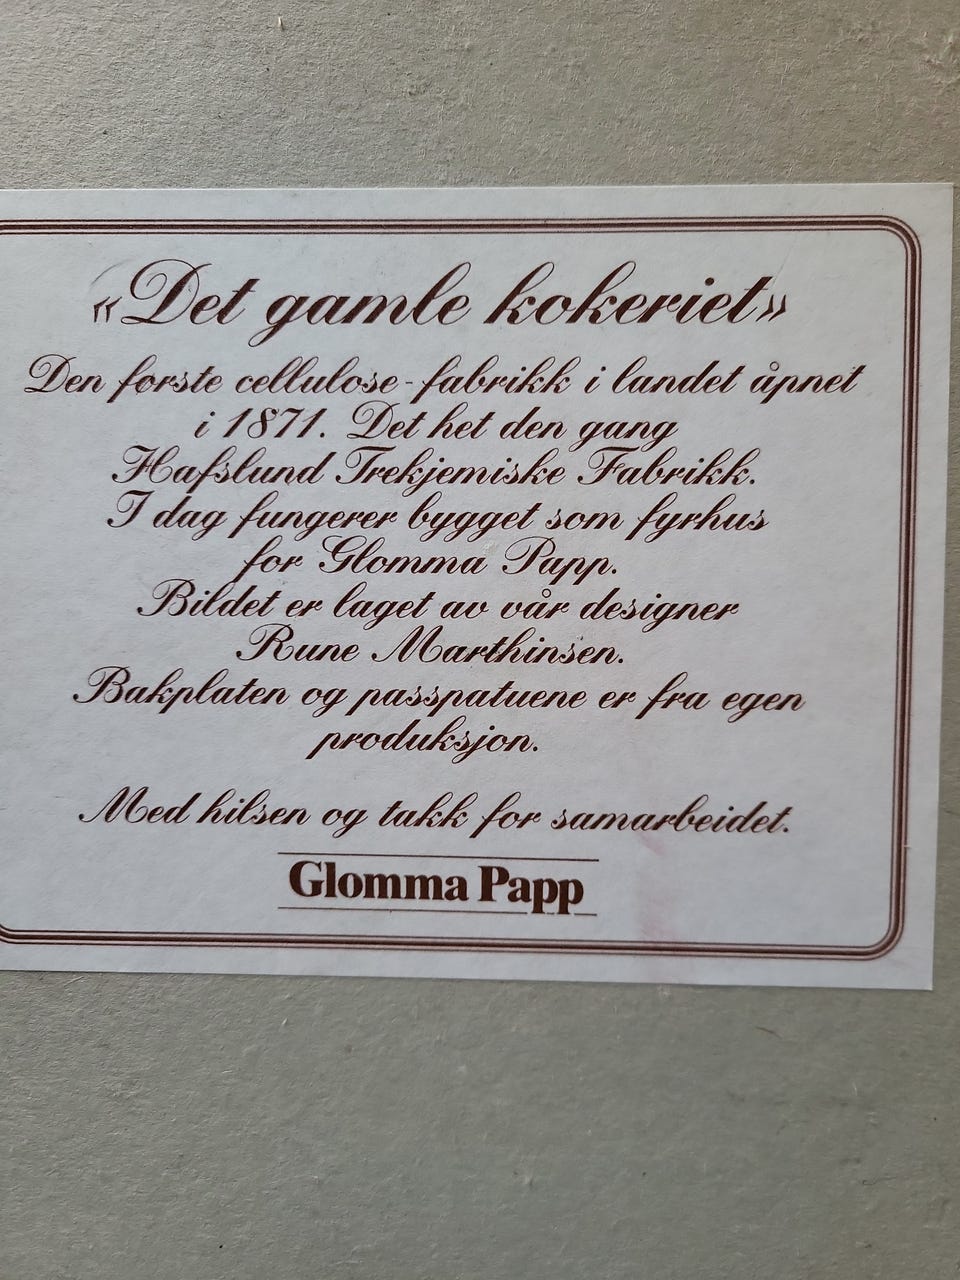 «Det gamle kokeriet»
Den første cellulose-fabrikk i landet åpnet
i 1871. Det het den gang
Hafslund Trekjemiske Fabrikk.
I dag fungerer bygget som fyrhus
for Glomma Papp.
Bildet er laget av vår designer
Rune Marthinsen.
Bakplaten og passpatuene er fra egen
produksjon.
Med hilsen og takk for samarbeidet.
Glomma Papp